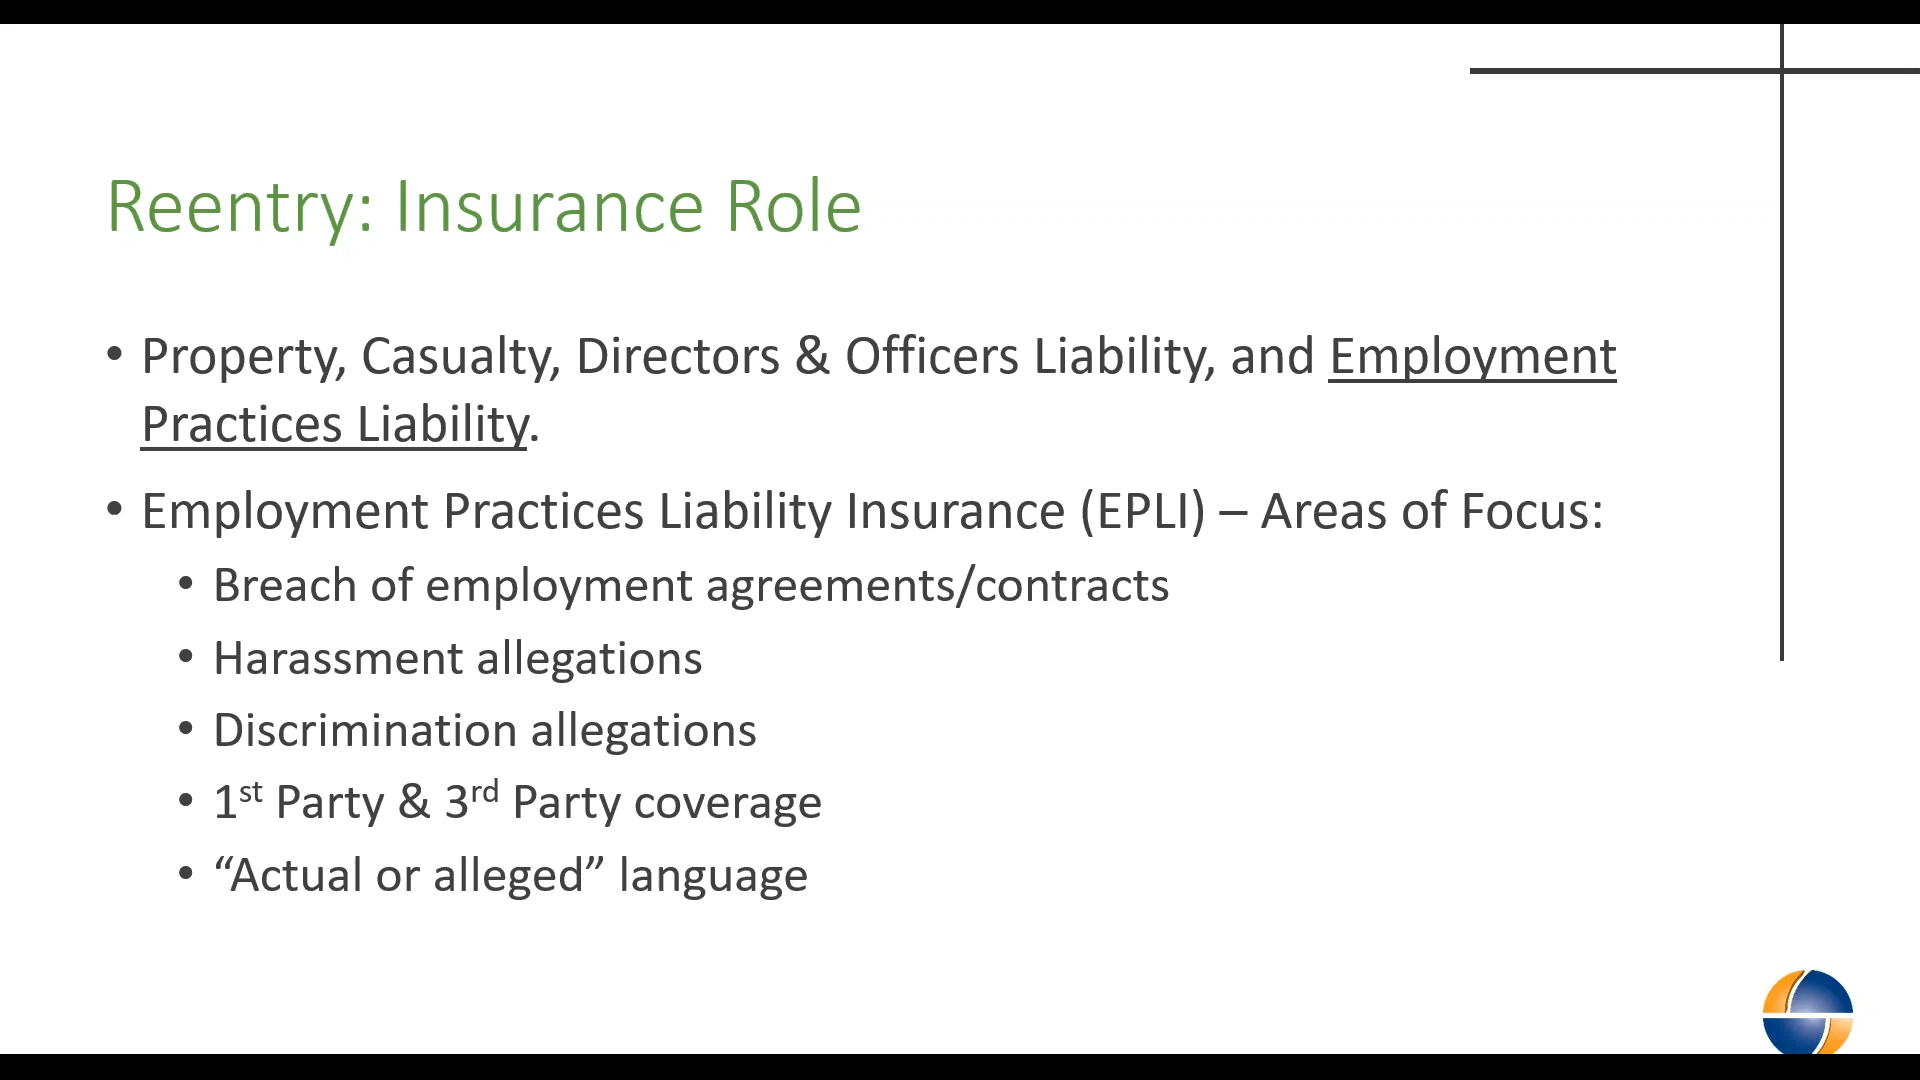 Reentry: Insurance Role
• Property, Casualty, Directors & Officers Liability, and Employment
Practices Liability.
• Employment Practices Liability Insurance (EPLI) – Areas of Focus:
• Breach of employment agreements/contracts
• Harassment allegations
• Discrimination allegations
• 1st Party & 3rd Party coverage
• “Actual or alleged” language